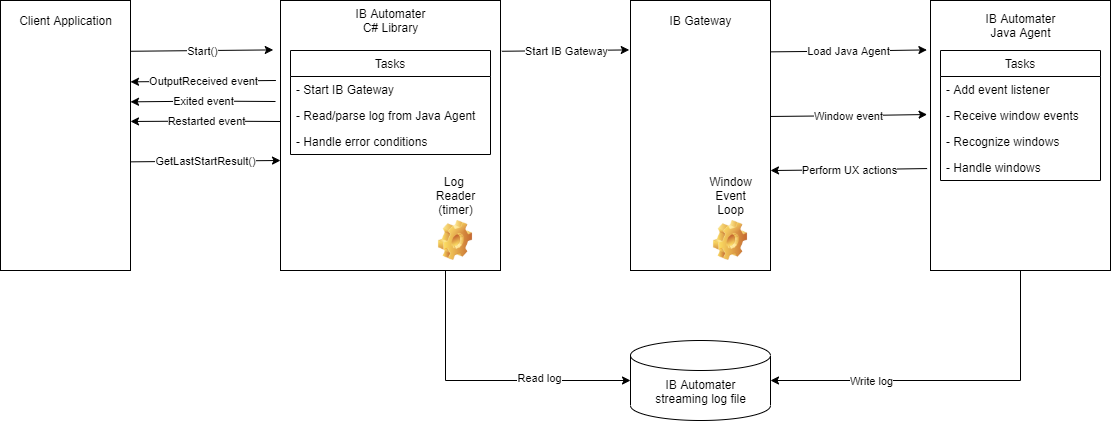 Client Application
Start()
OutputReceived event
Exited event
Restarted event
GetLastStartResult()
IB Automater
C# Library
Tasks
- Start IB Gateway
- Read/parse log from Java Agent
- Handle error conditions
Log
Reader
(timer)
Start IB Gateway
IB Gateway
Window
Event
Loop
Load Java Agent
Window event
Perform UX actions
IB Automater
Java Agent
Tasks
- Add event listener
- Receive window events
- Recognize windows
- Handle windows
Read log
IB Automater
streaming log file
Write log